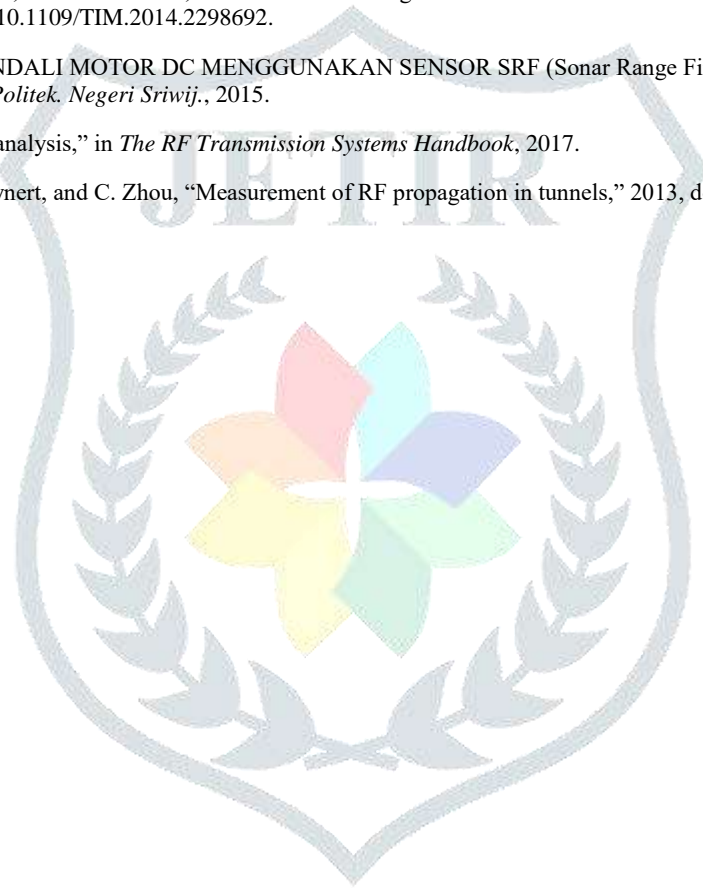 10.1109/TIM.2014.2298692.
NDALI MOTOR DC MENGGUNAKAN SENSOR SRF (Sonar Range Fi
Politek. Negeri Sriwij., 2015.
analysis,” in The RF Transmission Systems Handbook, 2017.
nert, and C. Zhou, “Measurement of RF propagation in tunnels,” 2013, d
JETIR